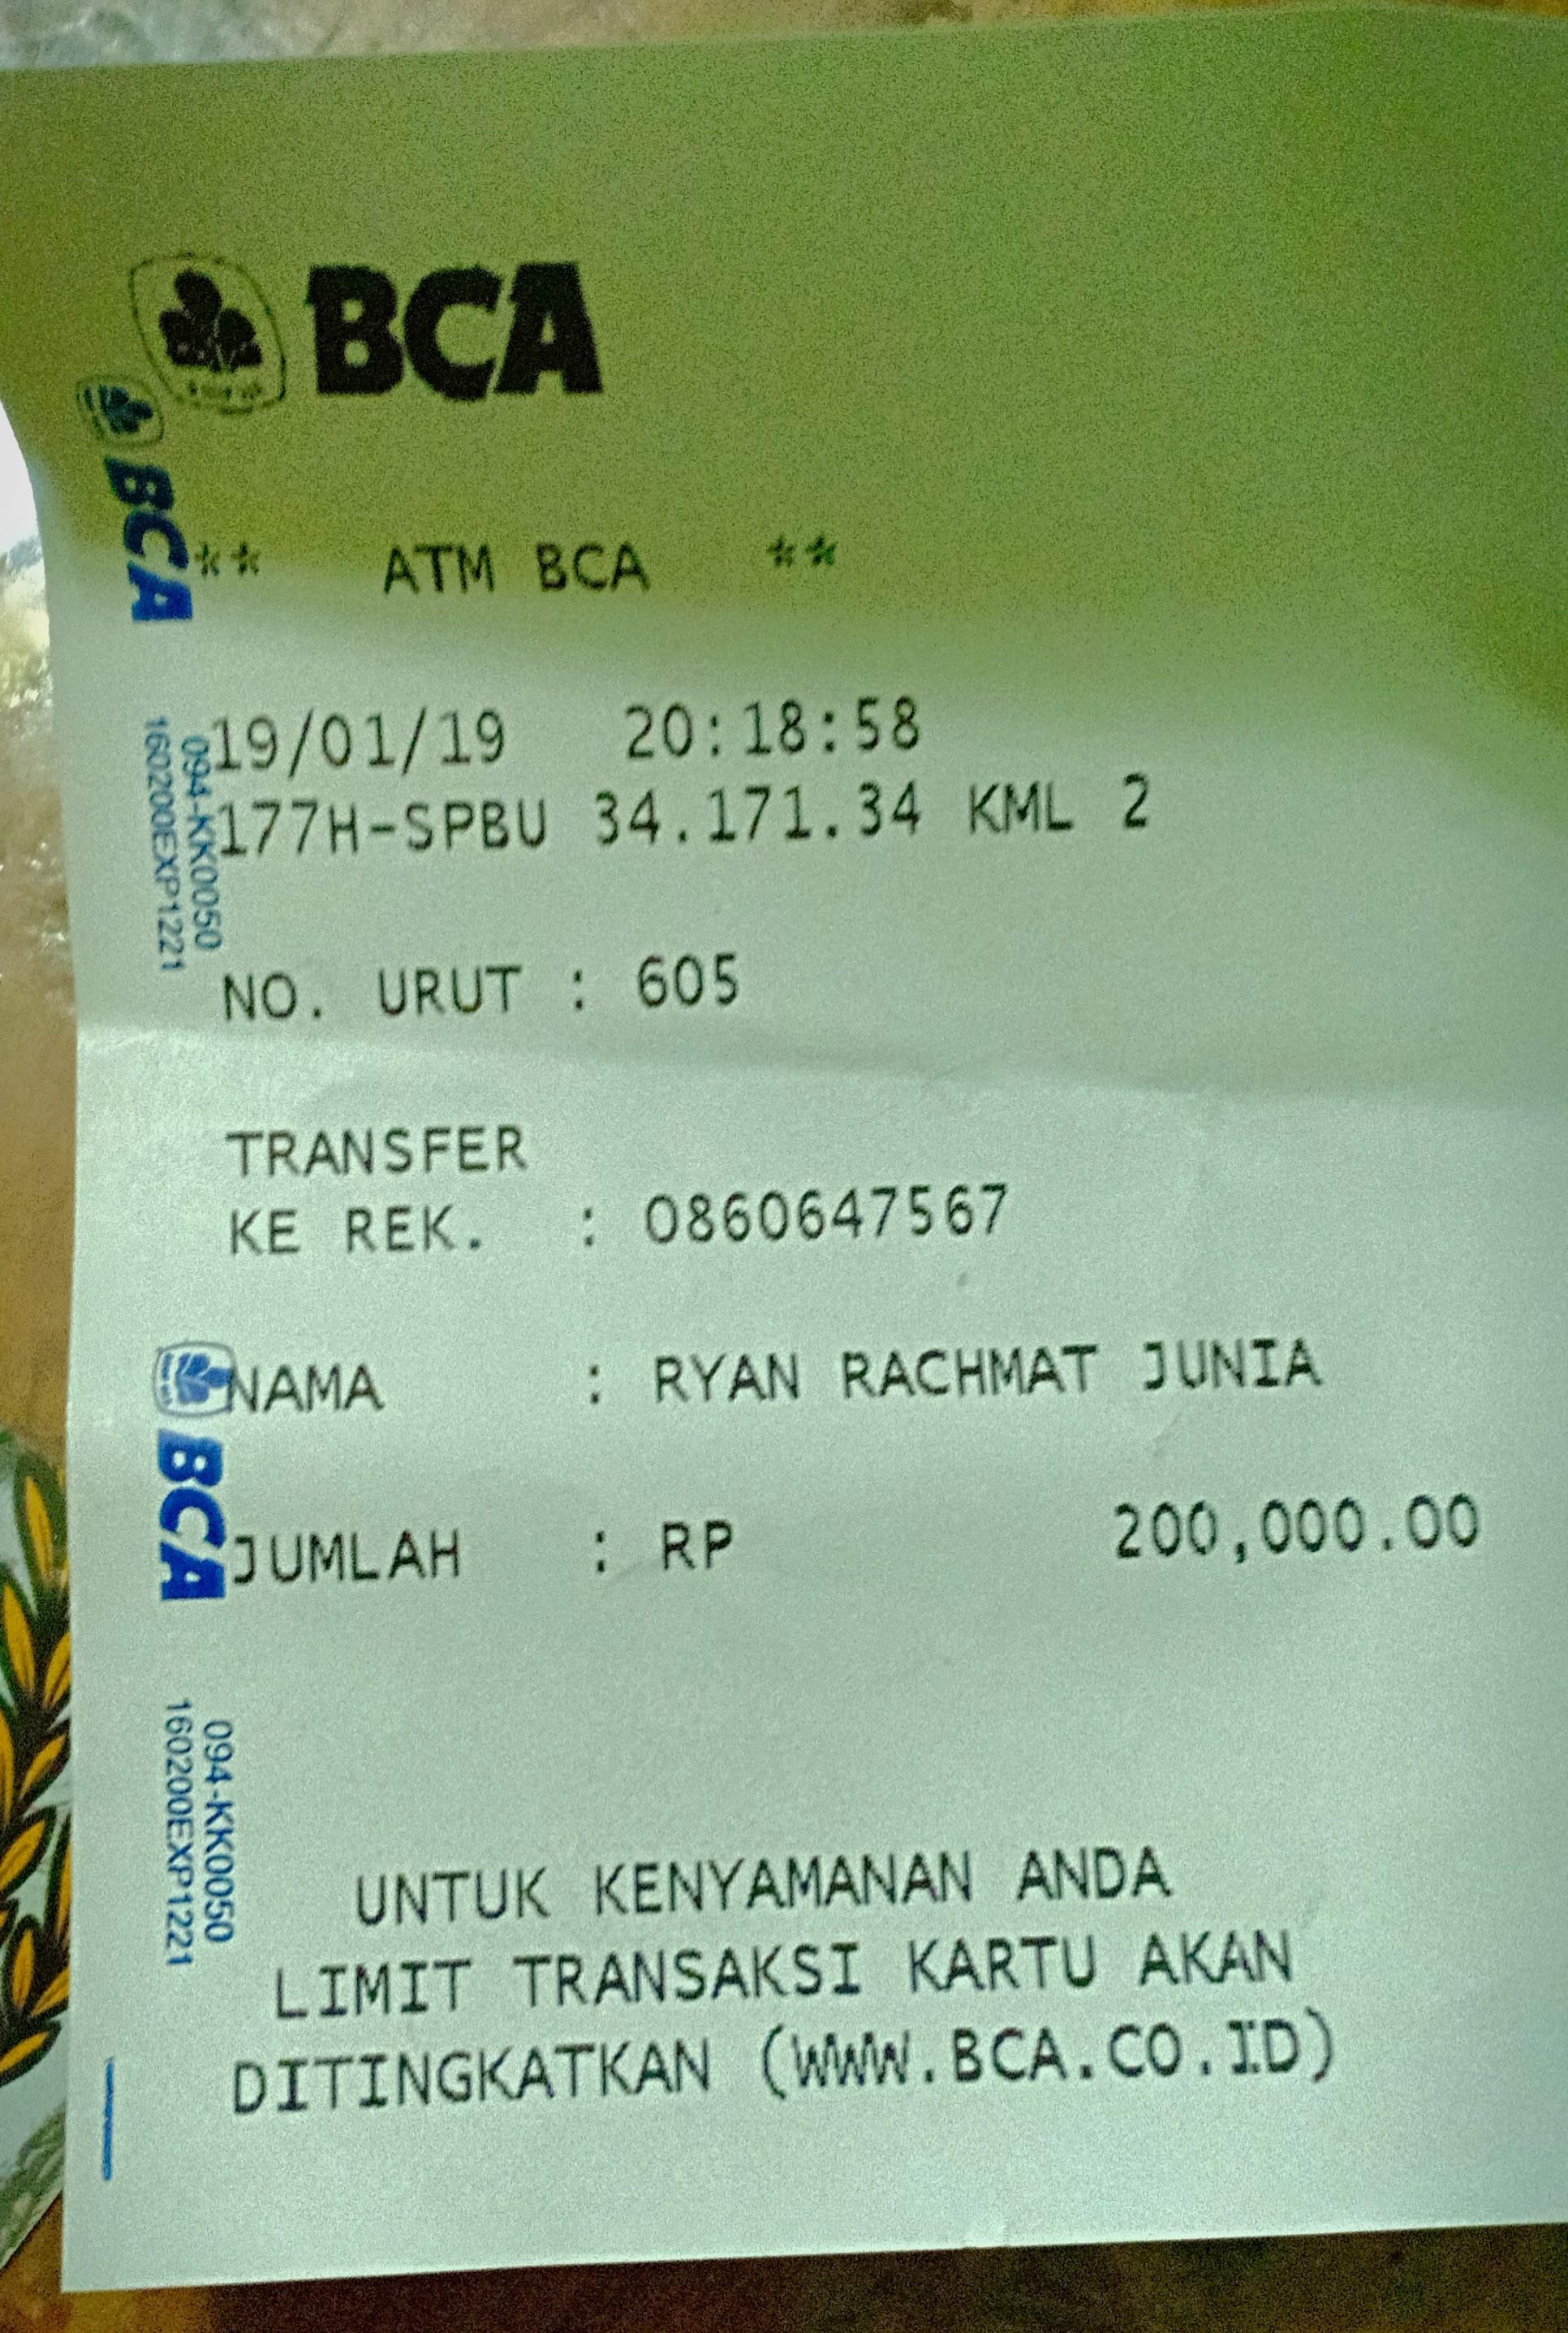 BCA
BCA
** ATM BCA **
19/01/19 20:18:58
177H-SPBU 34.171.34 KML 2
094-KK0050
160200EXP1221
NO. URUT : 605
TRANSFER
KE REK. : 0860647567
NAMA : RYAN RACHMAT JUNIA
BCA
JUMLAH : RP 200,000.00
094-KK0050
160200EXP1221
UNTUK KENYAMANAN ANDA
LIMIT TRANSAKSI KARTU AKAN
DITINGKATKAN (WWW.BCA.CO.ID)